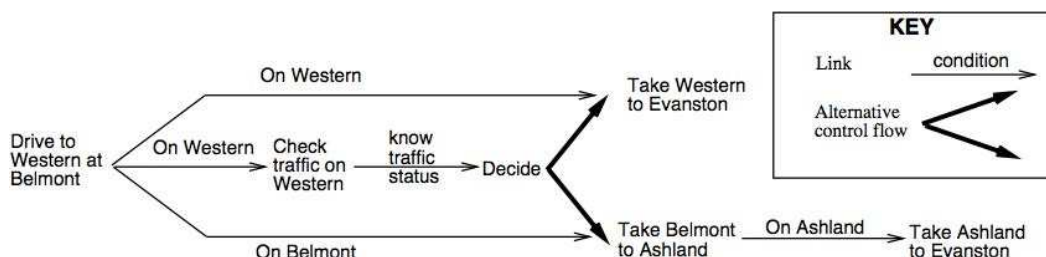 KEY
Link
condition
Alternative
control flow
On Western
Take Western
to Evanston
Drive to
Western at
Belmont
On Western
Check
traffic on
Western
know
traffic
status
Decide
On Belmont
Take Belmont
to Ashland
On Ashland
Take Ashland
to Evanston